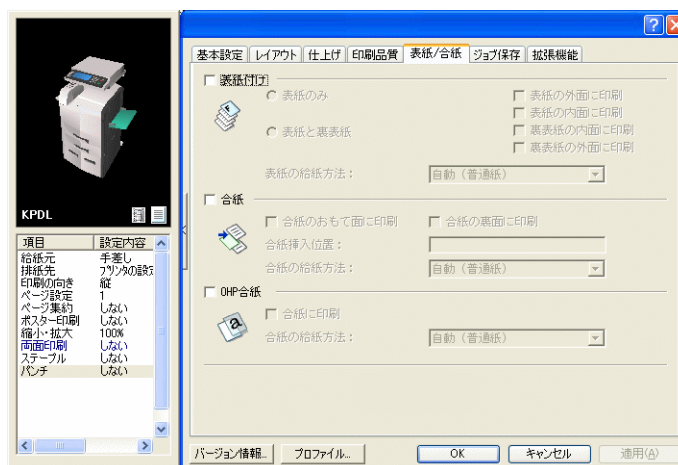 基本設定 レイアウト 仕上げ 印刷品質 表紙/合紙 ジョブ保存 拡張機能
表紙付け
表紙のみ
表紙と裏表紙
表紙の外面に印刷
表紙の内面に印刷
裏表紙の内面に印刷
裏表紙の外面に印刷
表紙の給紙方法： 自動（普通紙）
合紙
合紙のおもて面に印刷 合紙の裏面に印刷
合紙挿入位置：
合紙の給紙方法： 自動（普通紙）
OHP合紙
合紙に印刷
合紙の給紙方法： 自動（普通紙）
KPDL
項目 設定内容
給紙元 手差し
排紙先 プリンタの設定
印刷の向き 縦
ページ設定 1
ページ集約 しない
ポスター印刷 しない
縮小・拡大 100%
両面印刷 しない
ステープル しない
パンチ しない
バージョン情報... プロファイル... OK キャンセル 適用(A)